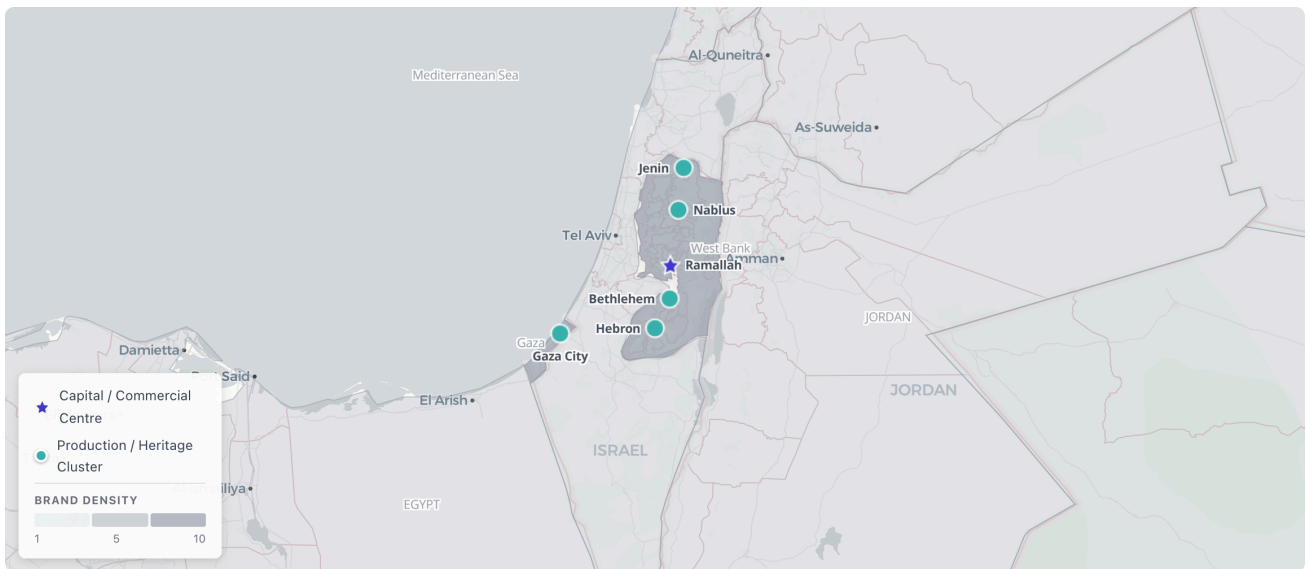 Mediterranean Sea
Al-Quneitra
As-Suweida
Jenin
Nablus
Tel Aviv
West Bank
Amman
Ramallah
Bethlehem
Hebron
JORDAN
Gaza
Gaza City
Damietta
Port Said
El Arish
JORDAN
ISRAEL
EGYPT
Capital / Commercial
Centre
Production / Heritage
Cluster
BRAND DENSITY
1 5 10